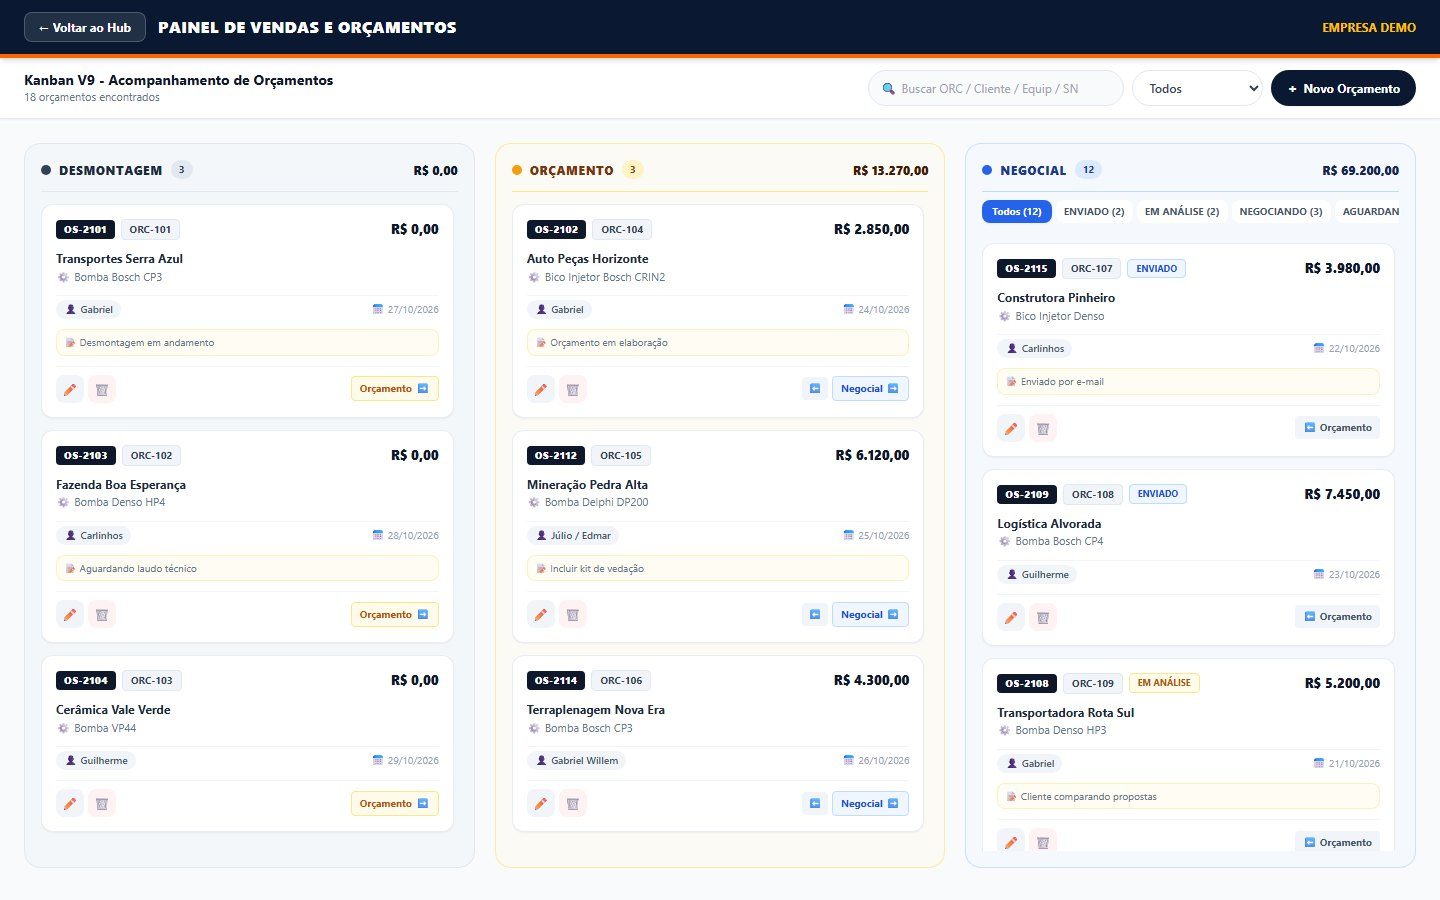 ← Voltar ao Hub
PAINEL DE VENDAS E ORÇAMENTOS
EMPRESA DEMO
Kanban V9 - Acompanhamento de Orçamentos
18 orçamentos encontrados
Buscar ORC / Cliente / Equip / SN
Todos
+ Novo Orçamento
DESMONTAGEM 3 R$ 0,00
OS-2101 ORC-101 R$ 0,00
Transportes Serra Azul
Bomba Bosch CP3
Gabriel 27/10/2026
Desmontagem em andamento
Orçamento
OS-2103 ORC-102 R$ 0,00
Fazenda Boa Esperança
Bomba Denso HP4
Carlinhos 28/10/2026
Aguardando laudo técnico
Orçamento
OS-2104 ORC-103 R$ 0,00
Cerâmica Vale Verde
Bomba VP44
Guilherme 29/10/2026
Orçamento
ORÇAMENTO 3 R$ 13.270,00
OS-2102 ORC-104 R$ 2.850,00
Auto Peças Horizonte
Bico Injetor Bosch CRIN2
Gabriel 24/10/2026
Orçamento em elaboração
Negocial
OS-2112 ORC-105 R$ 6.120,00
Mineração Pedra Alta
Bomba Delphi DP200
Júlio / Edmar 25/10/2026
Incluir kit de vedação
Negocial
OS-2114 ORC-106 R$ 4.300,00
Terraplenagem Nova Era
Bomba Bosch CP3
Gabriel Willem 26/10/2026
Negocial
NEGOCIAL 12 R$ 69.200,00
Todos (12) ENVIADO (2) EM ANÁLISE (2) NEGOCIANDO (3) AGUARDAN
OS-2115 ORC-107 ENVIADO R$ 3.980,00
Construtora Pinheiro
Bico Injetor Denso
Carlinhos 22/10/2026
Enviado por e-mail
Orçamento
OS-2109 ORC-108 ENVIADO R$ 7.450,00
Logística Alvorada
Bomba Bosch CP4
Guilherme 23/10/2026
Orçamento
OS-2108 ORC-109 EM ANÁLISE R$ 5.200,00
Transportadora Rota Sul
Bomba Denso HP3
Gabriel 21/10/2026
Cliente comparando propostas
Orçamento